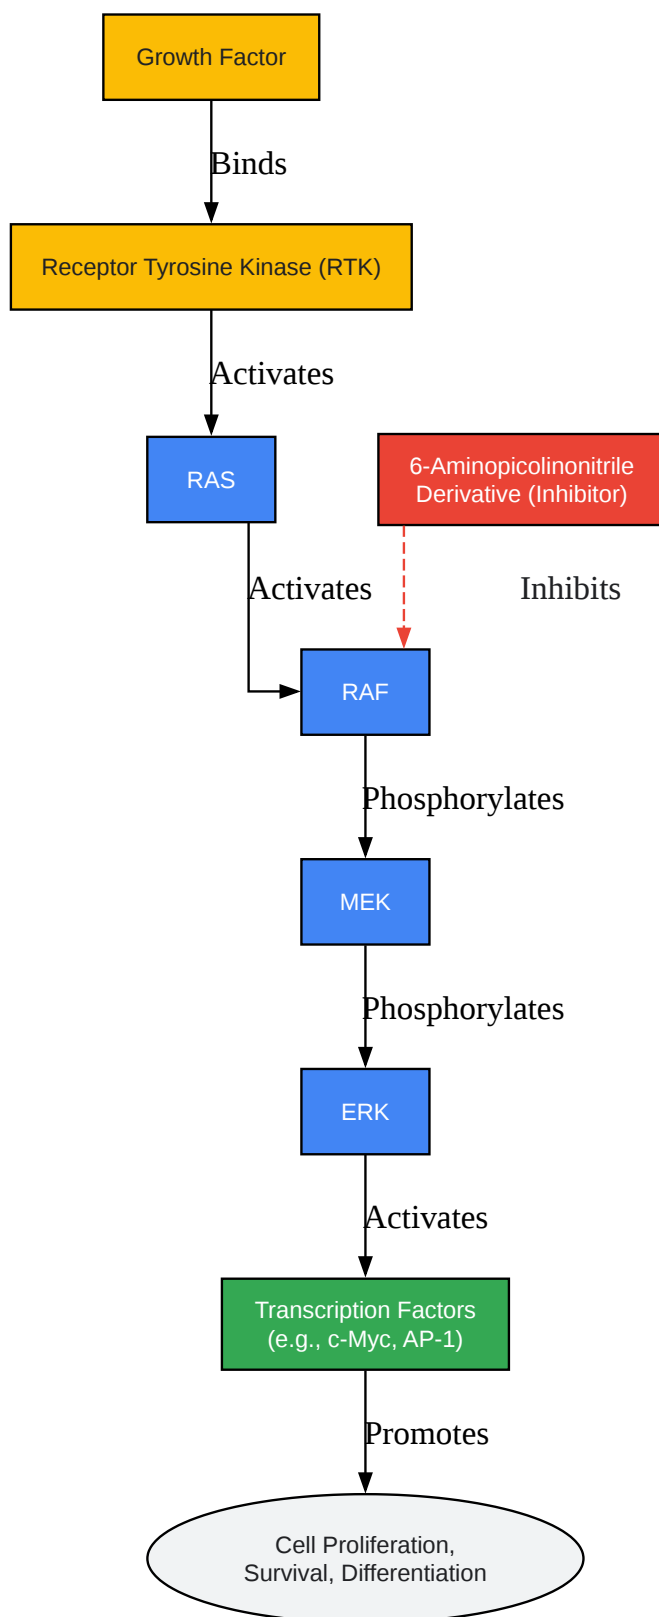 Growth Factor
Binds
Receptor Tyrosine Kinase (RTK)
Activates
RAS
6-Aminopicolinonitrile
Derivative (Inhibitor)
Activates
Inhibits
RAF
Phosphorylates
MEK
Phosphorylates
ERK
Activates
Transcription Factors
(e.g., c-Myc, AP-1)
Promotes
Cell Proliferation,
Survival, Differentiation